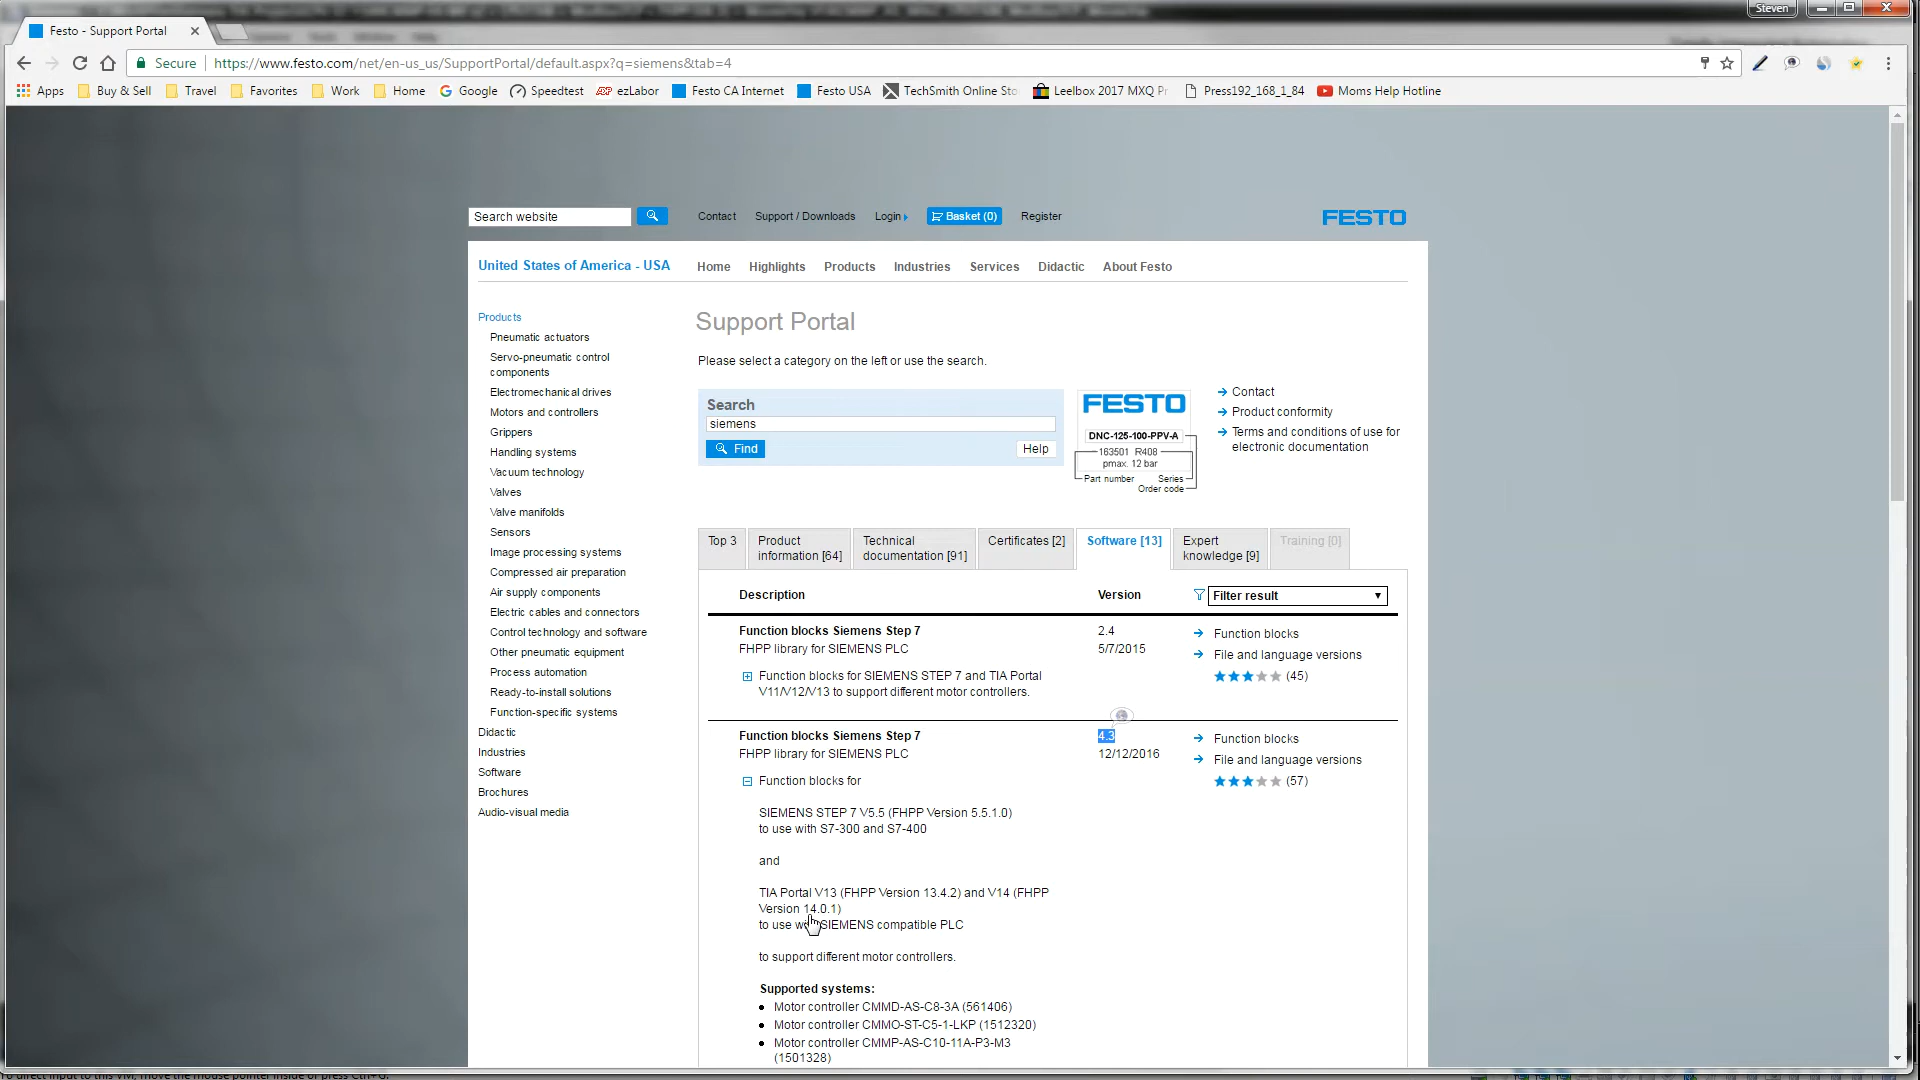 Steven
Festo - Support Portal
Secure
https://www.festo.com/net/en-us_us/SupportPortal/default.aspx?q=siemens&tab=4
Apps Buy & Sell Travel Favorites Work Home Google Speedtest ezLabor Festo CA Internet Festo USA TechSmith Online Sto Leelbox 2017 MXQ Pr Press192_168_1_84 Moms Help Hotline
Search website
Contact Support / Downloads Login Basket (0) Register
FESTO
United States of America - USA
Home Highlights Products Industries Services Didactic About Festo
Products
Pneumatic actuators
Servo-pneumatic control
components
Electromechanical drives
Motors and controllers
Grippers
Handling systems
Vacuum technology
Valves
Valve manifolds
Sensors
Image processing systems
Compressed air preparation
Air supply components
Electric cables and connectors
Control technology and software
Other pneumatic equipment
Process automation
Ready-to-install solutions
Function-specific systems
Didactic
Industries
Software
Brochures
Audio-visual media
Support Portal
Please select a category on the left or use the search.
Search
siemens
Find
Help
FESTO
DNC-125-100-PPV-A
163501 R408
pmax. 12 bar
Part number Series
Order code
Contact
Product conformity
Terms and conditions of use for
electronic documentation
Top 3
Product
information [64]
Technical
documentation [91]
Certificates [2]
Software [13]
Expert
knowledge [9]
Training [0]
Description Version Filter result
Function blocks Siemens Step 7 2.4 Function blocks
FHPP library for SIEMENS PLC 5/7/2015 File and language versions
Function blocks for SIEMENS STEP 7 and TIA Portal (45)
V11/V12/V13 to support different motor controllers.
Function blocks Siemens Step 7 4.3 Function blocks
FHPP library for SIEMENS PLC 12/12/2016 File and language versions
Function blocks for (57)
SIEMENS STEP 7 V5.5 (FHPP Version 5.5.1.0)
to use with S7-300 and S7-400
and
TIA Portal V13 (FHPP Version 13.4.2) and V14 (FHPP
Version 14.0.1)
to use SIEMENS compatible PLC
to support different motor controllers.
Supported systems:
Motor controller CMMD-AS-C8-3A (561406)
Motor controller CMMO-ST-C5-1-LKP (1512320)
Motor controller CMMP-AS-C10-11A-P3-M3
(1501328)